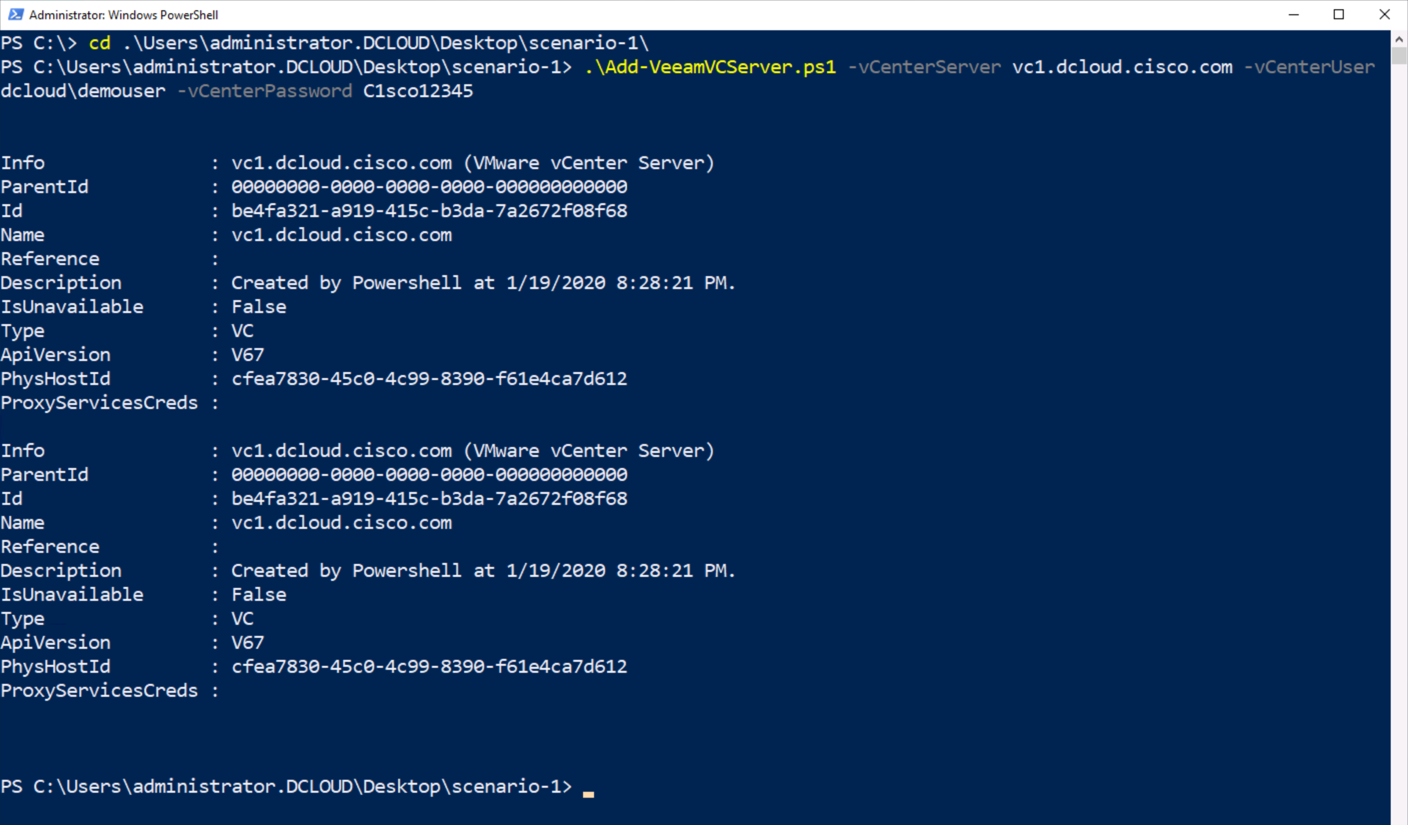 Administrator: Windows PowerShell
PS C:\> cd .\Users\administrator.DCLOUD\Desktop\scenario-1\
PS C:\Users\administrator.DCLOUD\Desktop\scenario-1> .\Add-VeeamVCServer.ps1 -vCenterServer vc1.dcloud.cisco.com -vCenterUser
dcloud\demouser -vCenterPassword C1sco12345
Info : vc1.dcloud.cisco.com (VMware vCenter Server)
ParentId : 00000000-0000-0000-0000-000000000000
Id : be4fa321-a919-415c-b3da-7a2672f08f68
Name : vc1.dcloud.cisco.com
Reference :
Description : Created by Powershell at 1/19/2020 8:28:21 PM.
IsUnavailable : False
Type : VC
ApiVersion : V67
PhysHostId : cfea7830-45c0-4c99-8390-f61e4ca7d612
ProxyServicesCreds :
Info : vc1.dcloud.cisco.com (VMware vCenter Server)
ParentId : 00000000-0000-0000-0000-000000000000
Id : be4fa321-a919-415c-b3da-7a2672f08f68
Name : vc1.dcloud.cisco.com
Reference :
Description : Created by Powershell at 1/19/2020 8:28:21 PM.
IsUnavailable : False
Type : VC
ApiVersion : V67
PhysHostId : cfea7830-45c0-4c99-8390-f61e4ca7d612
ProxyServicesCreds :
PS C:\Users\administrator.DCLOUD\Desktop\scenario-1>